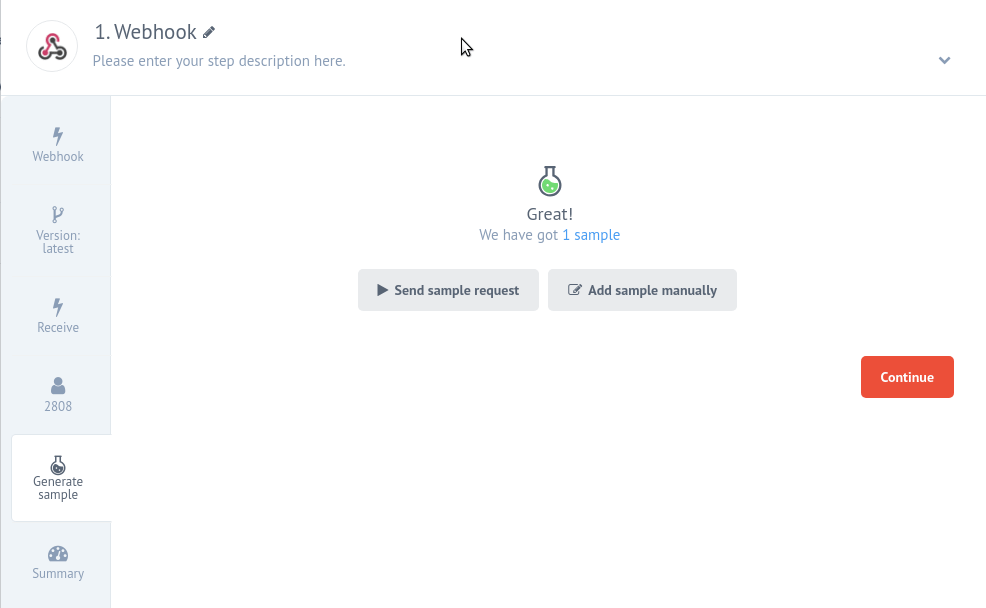 1. Webhook
Please enter your step description here.
Webhook
Version:
latest
Receive
2808
Generate
sample
Summary
Great!
We have got 1 sample
Send sample request
Add sample manually
Continue